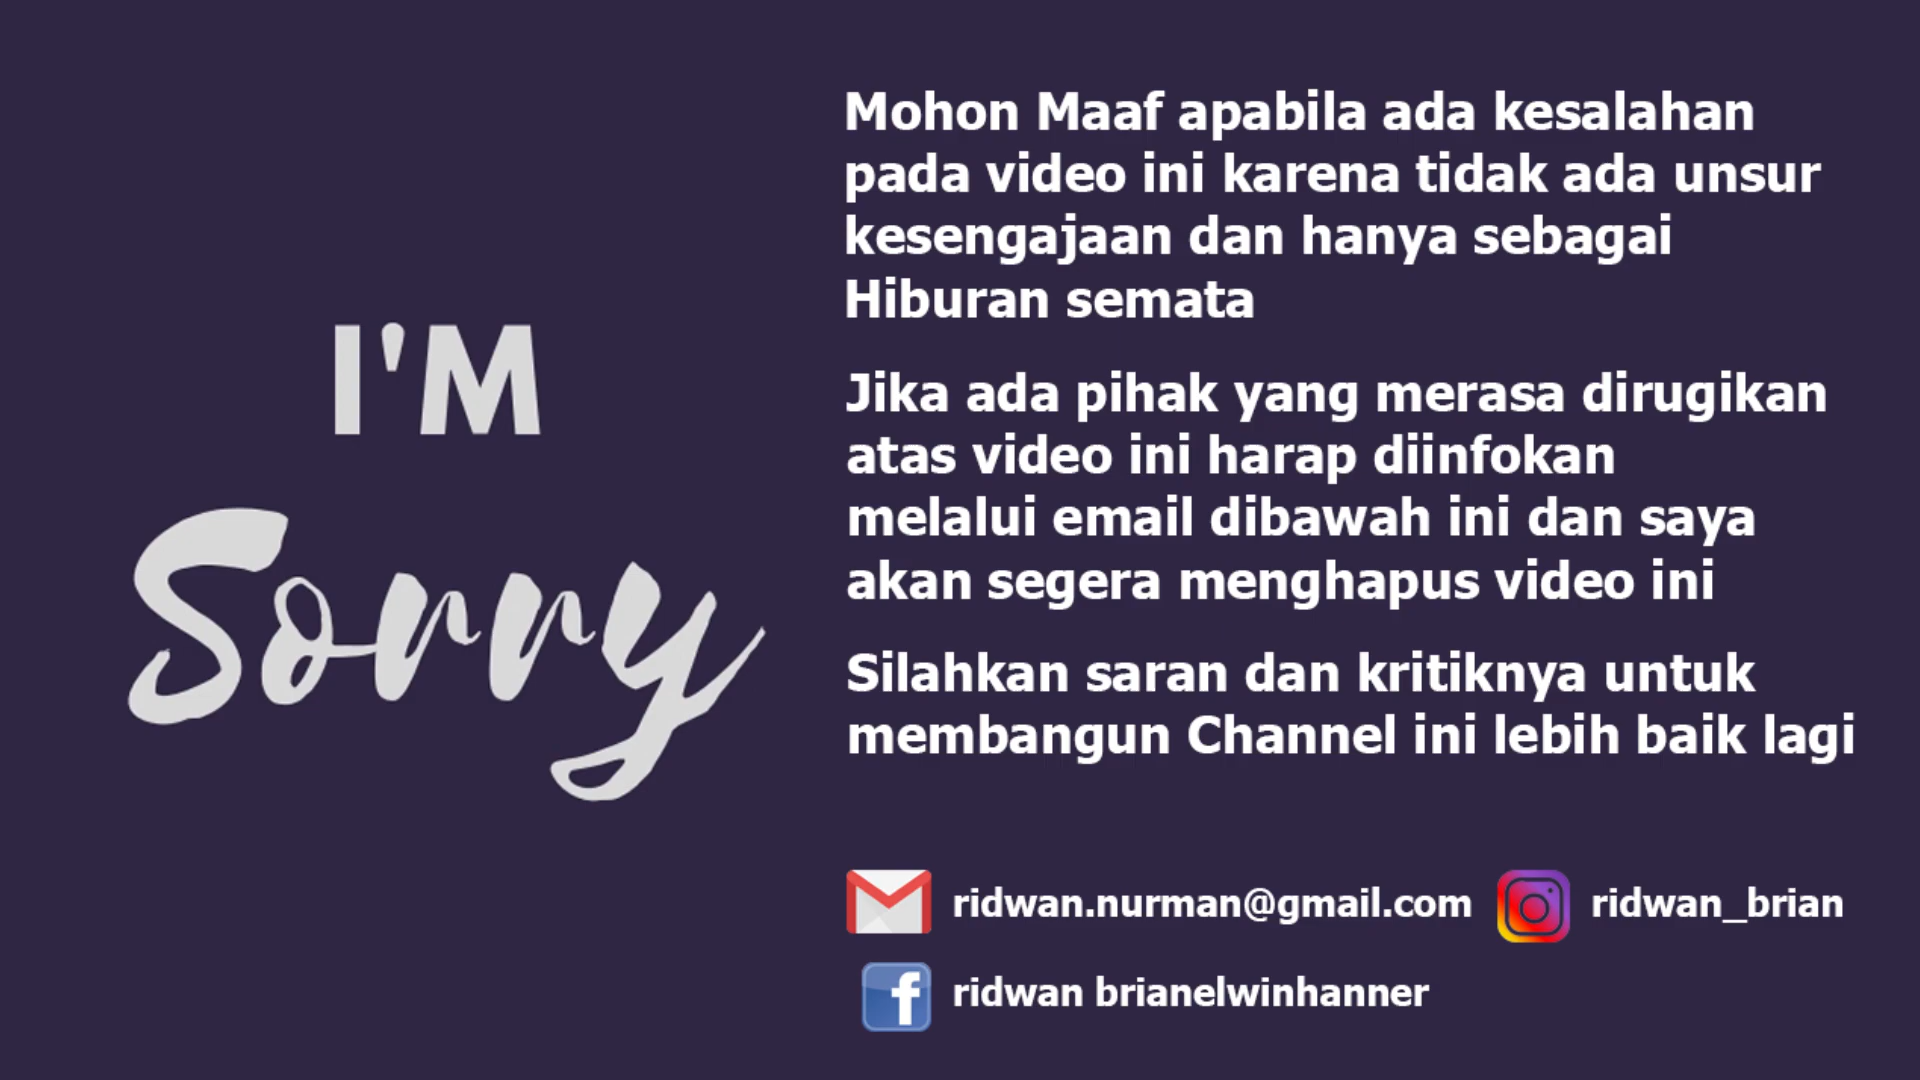 I'M
Sorry
Mohon Maaf apabila ada kesalahan
pada video ini karena tidak ada unsur
kesengajaan dan hanya sebagai
Hiburan semata
Jika ada pihak yang merasa dirugikan
atas video ini harap diinfokan
melalui email dibawah ini dan saya
akan segera menghapus video ini
Silahkan saran dan kritiknya untuk
membangun Channel ini lebih baik lagi
ridwan.nurman@gmail.com
ridwan_brian
ridwan brianelwinhanner